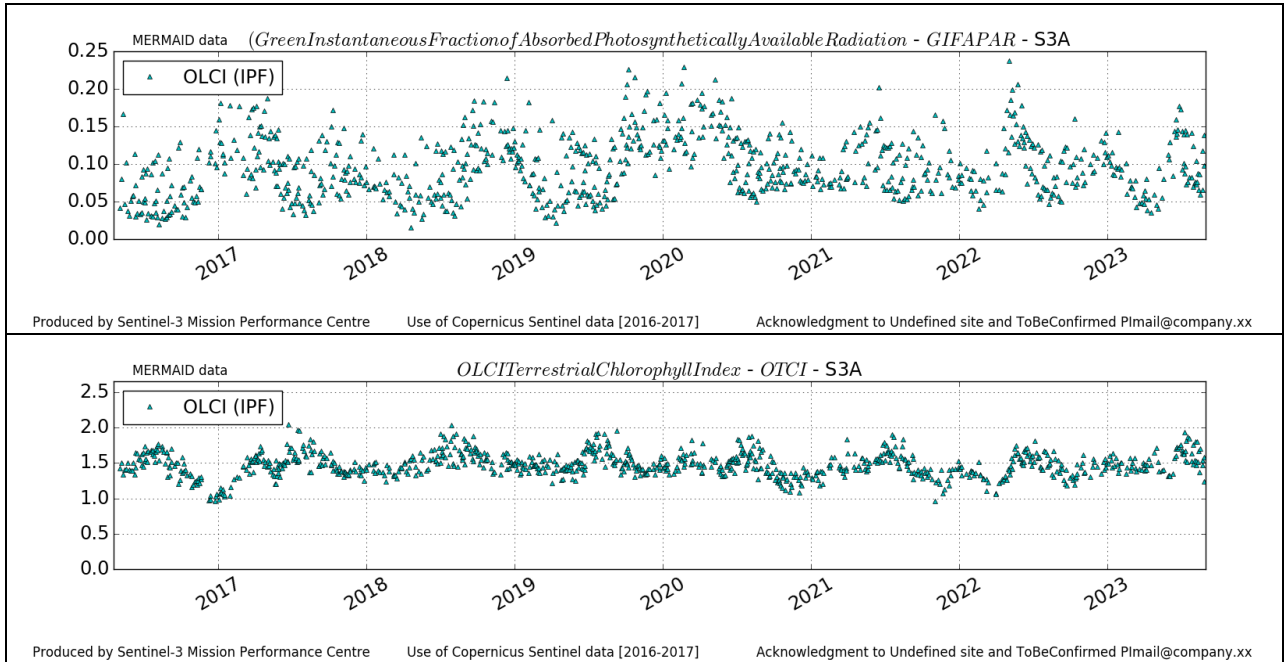 MERMAID data (GreenInstantaneousFractionofAbsorbedPhotosyntheticallyAvailableRadiation - GIFAPAR - S3A
0.25
OLCI (IPF)
0.20
0.15
0.10
0.05
0.00
2017 2018 2019 2020 2021 2022 2023
Produced by Sentinel-3 Mission Performance Centre Use of Copernicus Sentinel data [2016-2017] Acknowledgment to Undefined site and ToBeConfirmed PImail@company.xx
MERMAID data OLCITerrestrialChlorophyllIndex - OTCI - S3A
2.5
OLCI (IPF)
2.0
1.5
1.0
0.5
0.0
2017 2018 2019 2020 2021 2022 2023
Produced by Sentinel-3 Mission Performance Centre Use of Copernicus Sentinel data [2016-2017] Acknowledgment to Undefined site and ToBeConfirmed PImail@company.xx